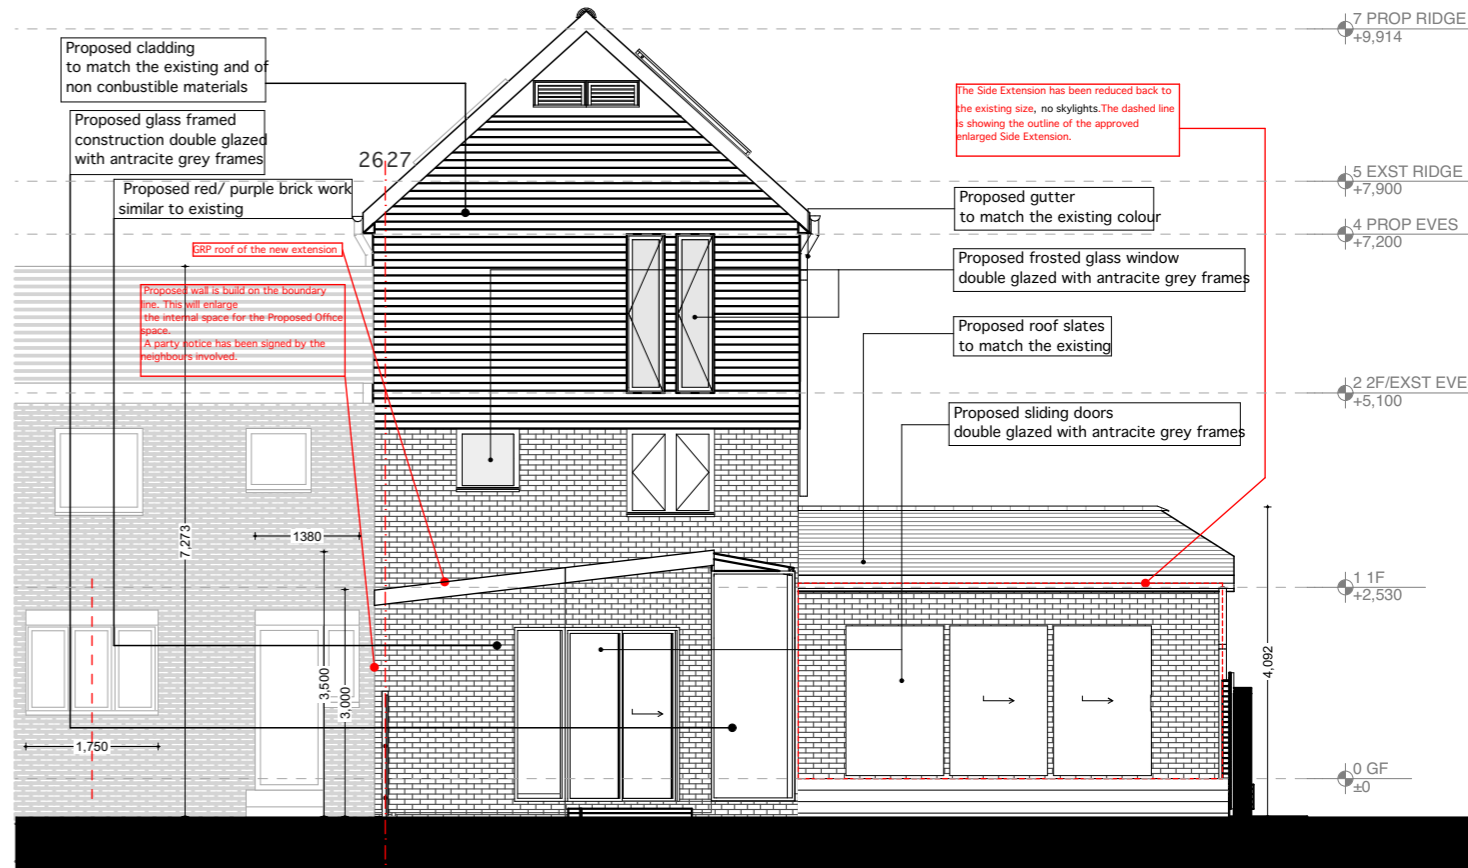 7 PROP RIDGE
+9,914
Proposed cladding
to match the existing and of
non conbustible materials
The Side Extension has been reduced back to
the existing size, no skylights.The dashed line
is showing the outline of the approved
enlarged Side Extension.
Proposed glass framed
construction double glazed
with antracite grey frames
2627
5 EXST RIDGE
+7,900
Proposed red/ purple brick work
similar to existing
Proposed gutter
to match the existing colour
4 PROP EVES
+7,200
GRP roof of the new extension
Proposed frosted glass window
double glazed with antracite grey frames
Proposed wall is build on the boundary
line. This will enlarge
the internal space for the Proposed Office
space.
A party notice has been signed by the
neighbours involved.
Proposed roof slates
to match the existing
2 2F/EXST EVE
+5,100
Proposed sliding doors
double glazed with antracite grey frames
7,273
1380
1 1F
+2,530
3,500
3,000
4,092
1,750
0 GF
±0